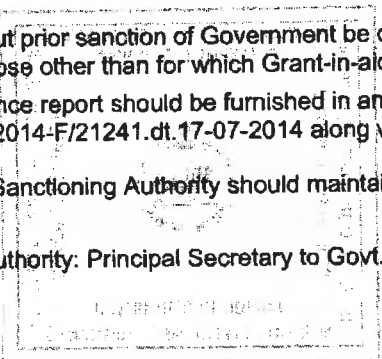 ut prior sanction of Government be
ose other than for which Grant-in-aid
nce report should be furnished in an
2014-F/21241.dt.17-07-2014 along
Sanctioning Authority should maintai
uthority: Principal Secretary to Govt.